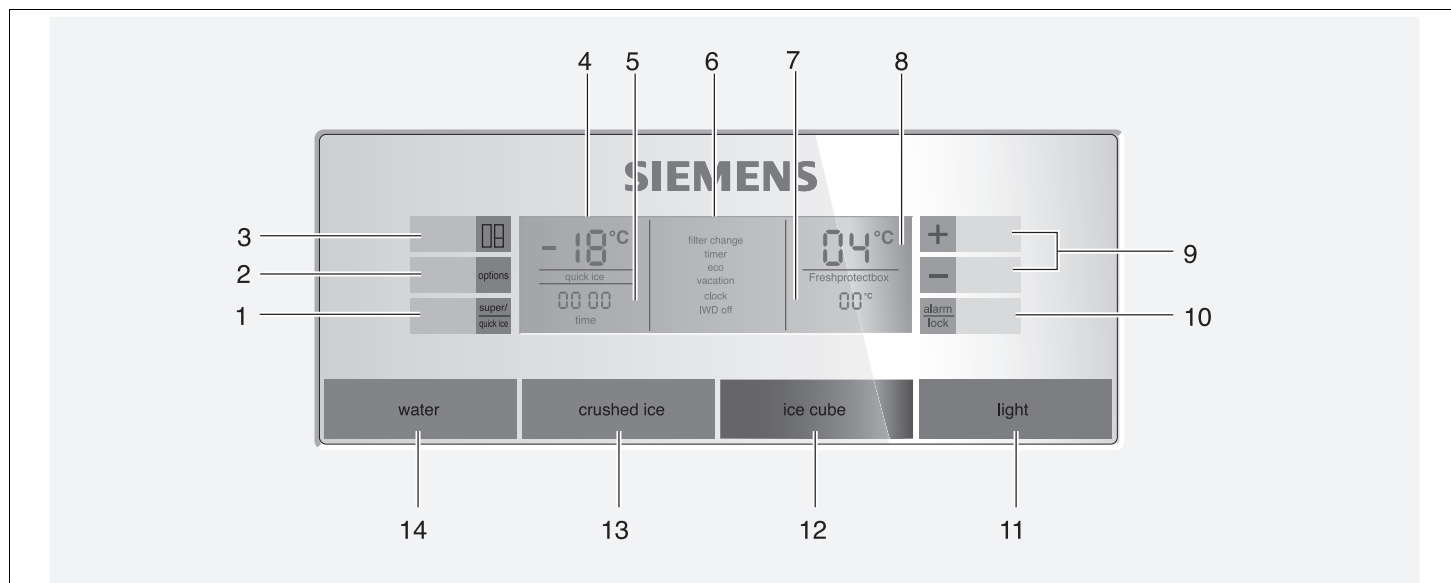 4 5 6 7 8
SIEMENS
3
2 options
1 super/
quick ice
-18°C
quick ice
00 00
time
filter change
timer
eco
vacation
clock
IWD off
04°C
Freshprotectbox
00°C
+
−
9
alarm
lock
10
water crushed ice ice cube light
14 13 12 11